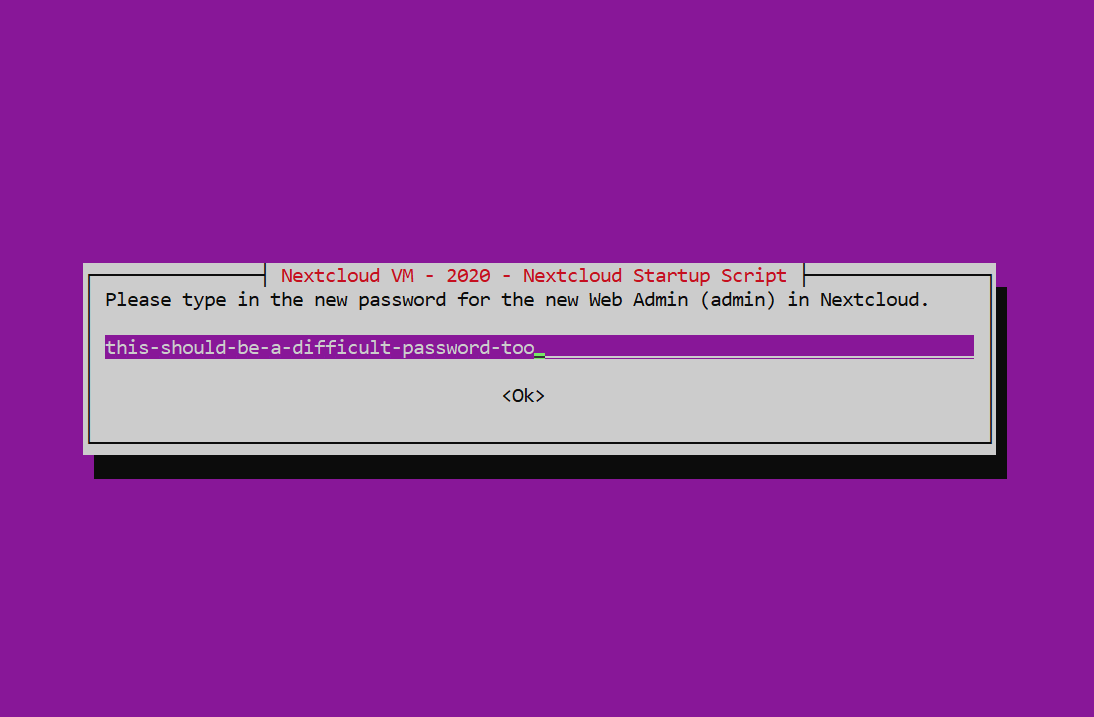 Nextcloud VM - 2020 - Nextcloud Startup Script
Please type in the new password for the new Web Admin (admin) in Nextcloud.
this-should-be-a-difficult-password-too
<Ok>